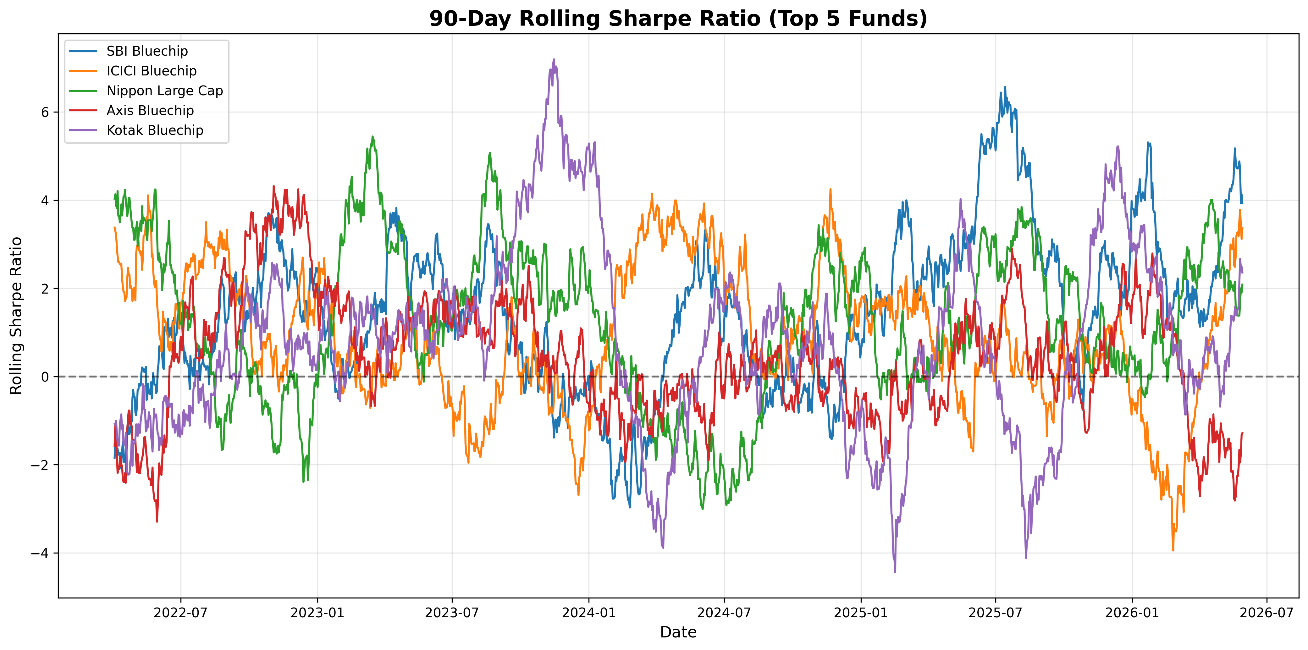 90-Day Rolling Sharpe Ratio (Top 5 Funds)
SBI Bluechip
ICICI Bluechip
Nippon Large Cap
Axis Bluechip
Kotak Bluechip
Rolling Sharpe Ratio
6
4
2
0
−2
−4
2022-07
2023-01
2023-07
2024-01
2024-07
2025-01
2025-07
2026-01
2026-07
Date